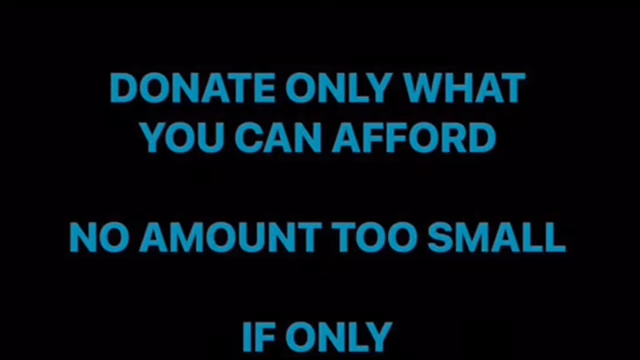 DONATE ONLY WHAT
YOU CAN AFFORD
NO AMOUNT TOO SMALL
IF ONLY